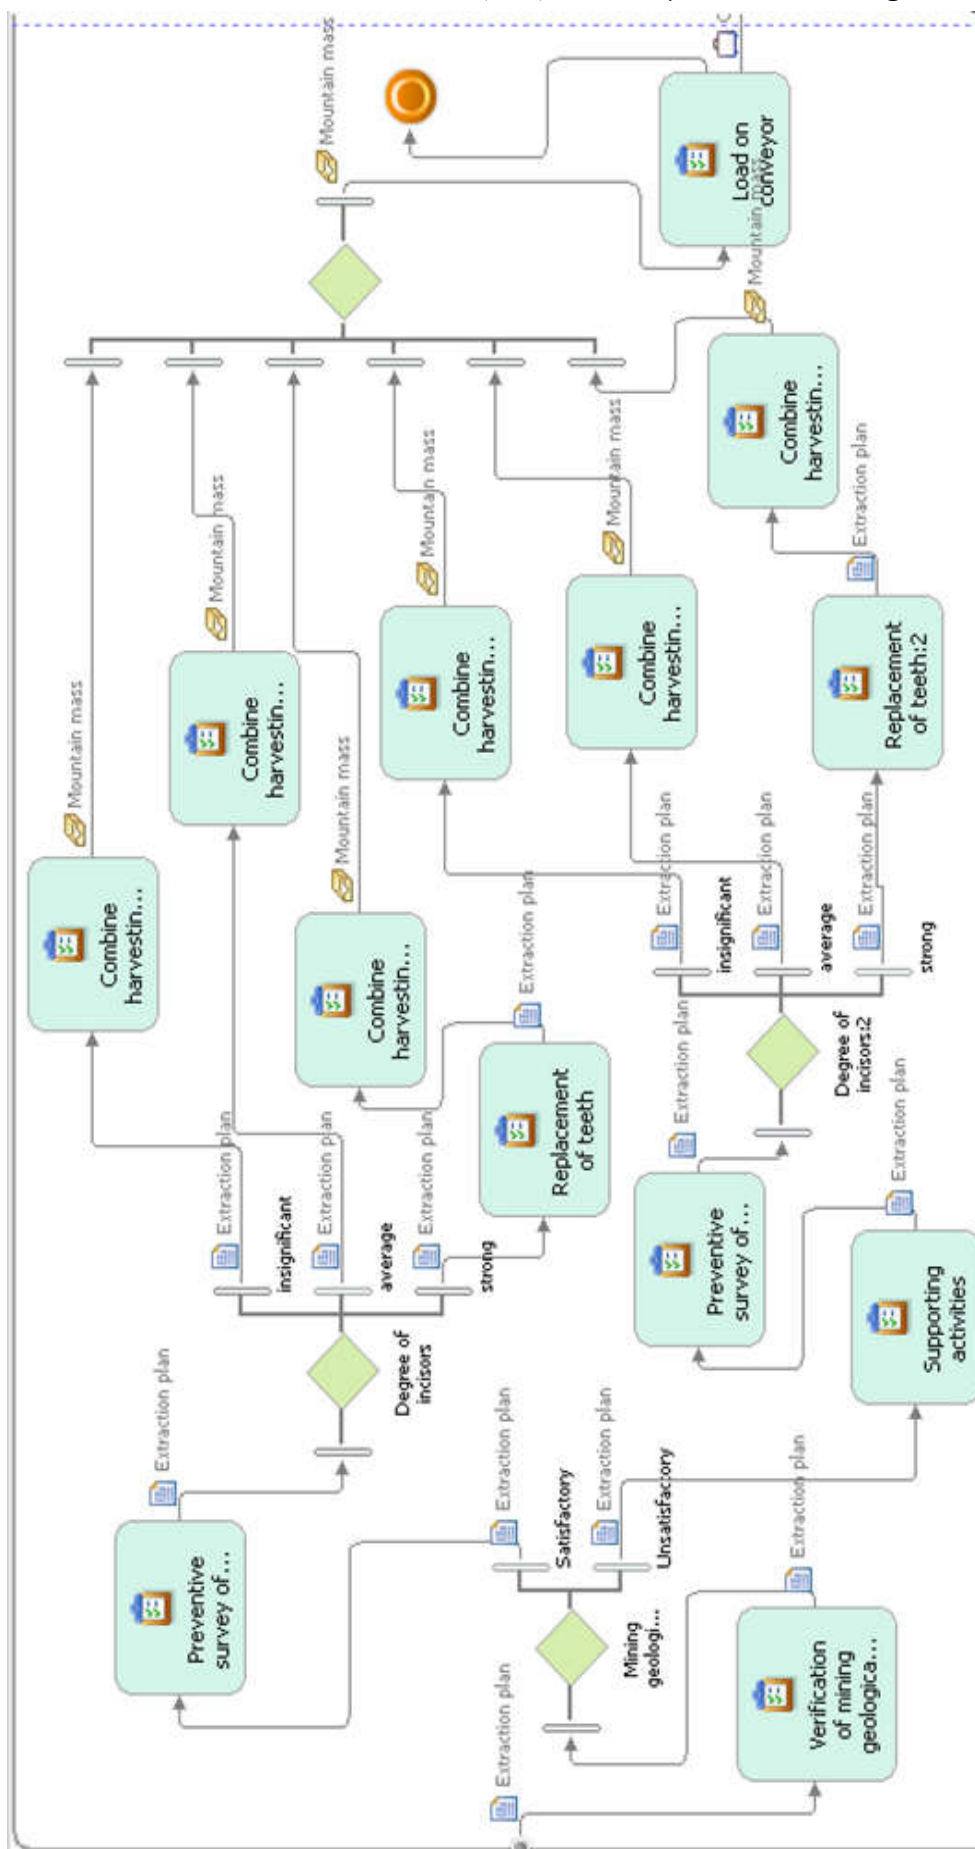 Extraction plan
Verification
of mining
geologica...
Extraction plan
Mining
geologi...
Extraction plan
Satisfactory
Extraction plan
Unsatisfactory
Preventive
survey of...
Extraction plan
Degree of
incisors
Extraction plan
insignificant
Extraction plan
average
Extraction plan
strong
Replacement
of teeth
Extraction plan
Combine
harvestin...
Mountain mass
Combine
harvestin...
Mountain mass
Combine
harvestin...
Mountain mass
Supporting
activities
Extraction plan
Preventive
survey of...
Extraction plan
Degree of
incisors:2
Extraction plan
insignificant
Extraction plan
average
Extraction plan
strong
Replacement
of teeth:2
Extraction plan
Combine
harvestin...
Mountain mass
Combine
harvestin...
Mountain mass
Combine
harvestin...
Mountain mass
Mountain mass
Load on
conveyor